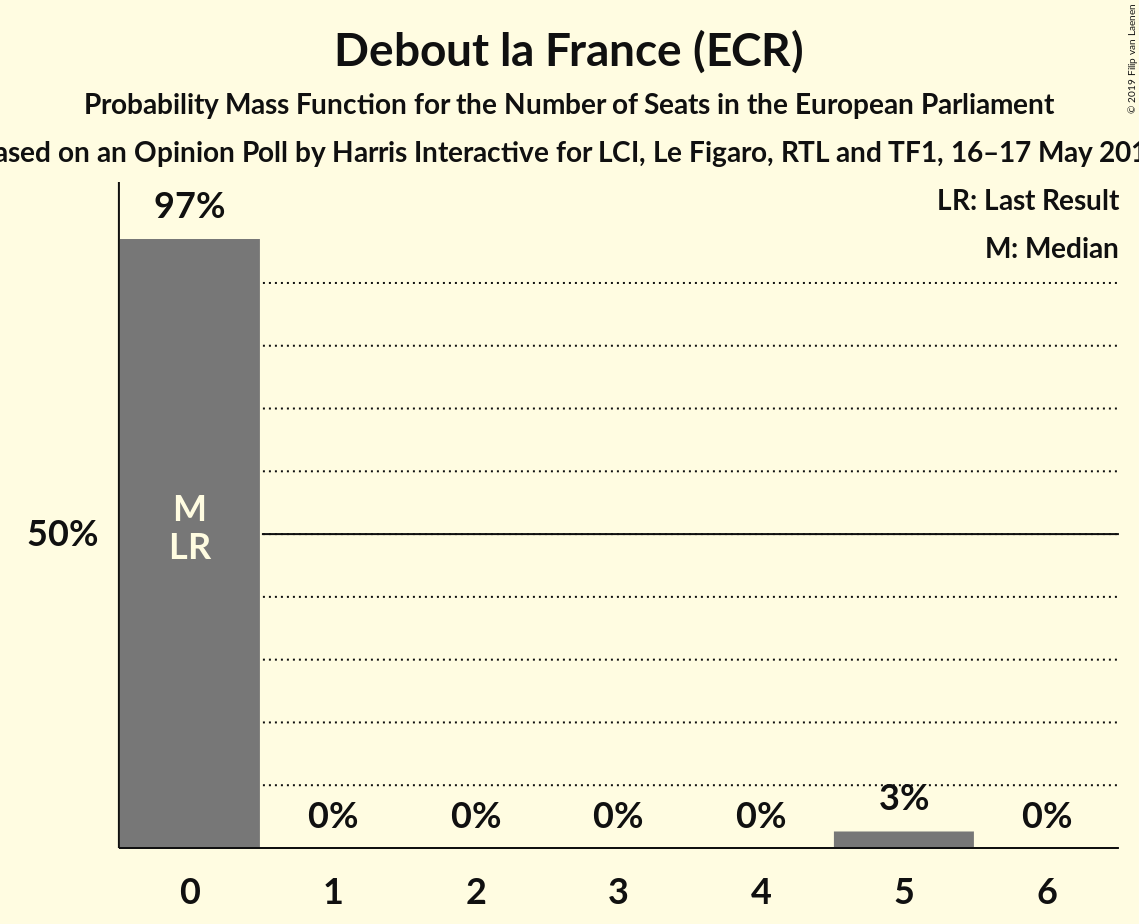 Debout la France (ECR)
Probability Mass Function for the Number of Seats in the European Parliament
on an Opinion Poll by Harris Interactive for LCI, Le Figaro, RTL and TF1, 16–17 May
© 2019 Filip van Laenen
LR: Last Result
M: Median
97%
50%
M
LR
0%
0%
0%
0%
3%
0%
0 1 2 3 4 5 6